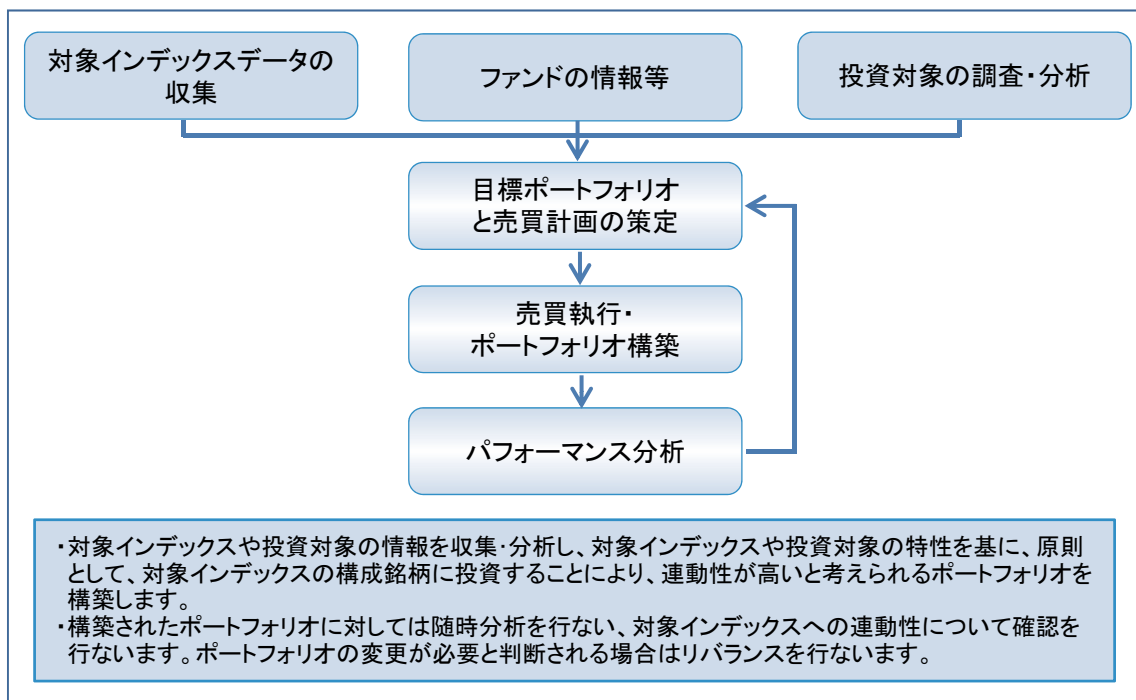 対象インデックスデータの
収集
ファンドの情報等
投資対象の調査・分析
目標ポートフォリオ
と売買計画の策定
売買執行・
ポートフォリオ構築
パフォーマンス分析
・対象インデックスや投資対象の情報を収集・分析し、対象インデックスや投資対象の特性を基に、原則
として、対象インデックスの構成銘柄に投資することにより、連動性が高いと考えられるポートフォリオを
構築します。
・構築されたポートフォリオに対しては随時分析を行ない、対象インデックスへの連動性について確認を
行ないます。ポートフォリオの変更が必要と判断される場合はリバランスを行ないます。